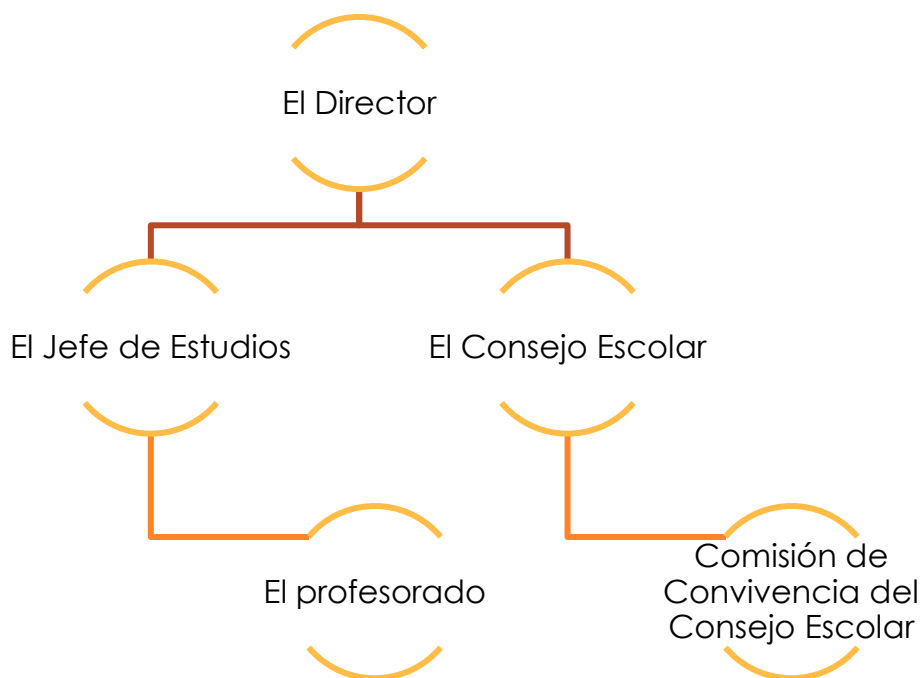 El Director
El Jefe de Estudios
El Consejo Escolar
El profesorado
Comisión de
Convivencia del
Consejo Escolar